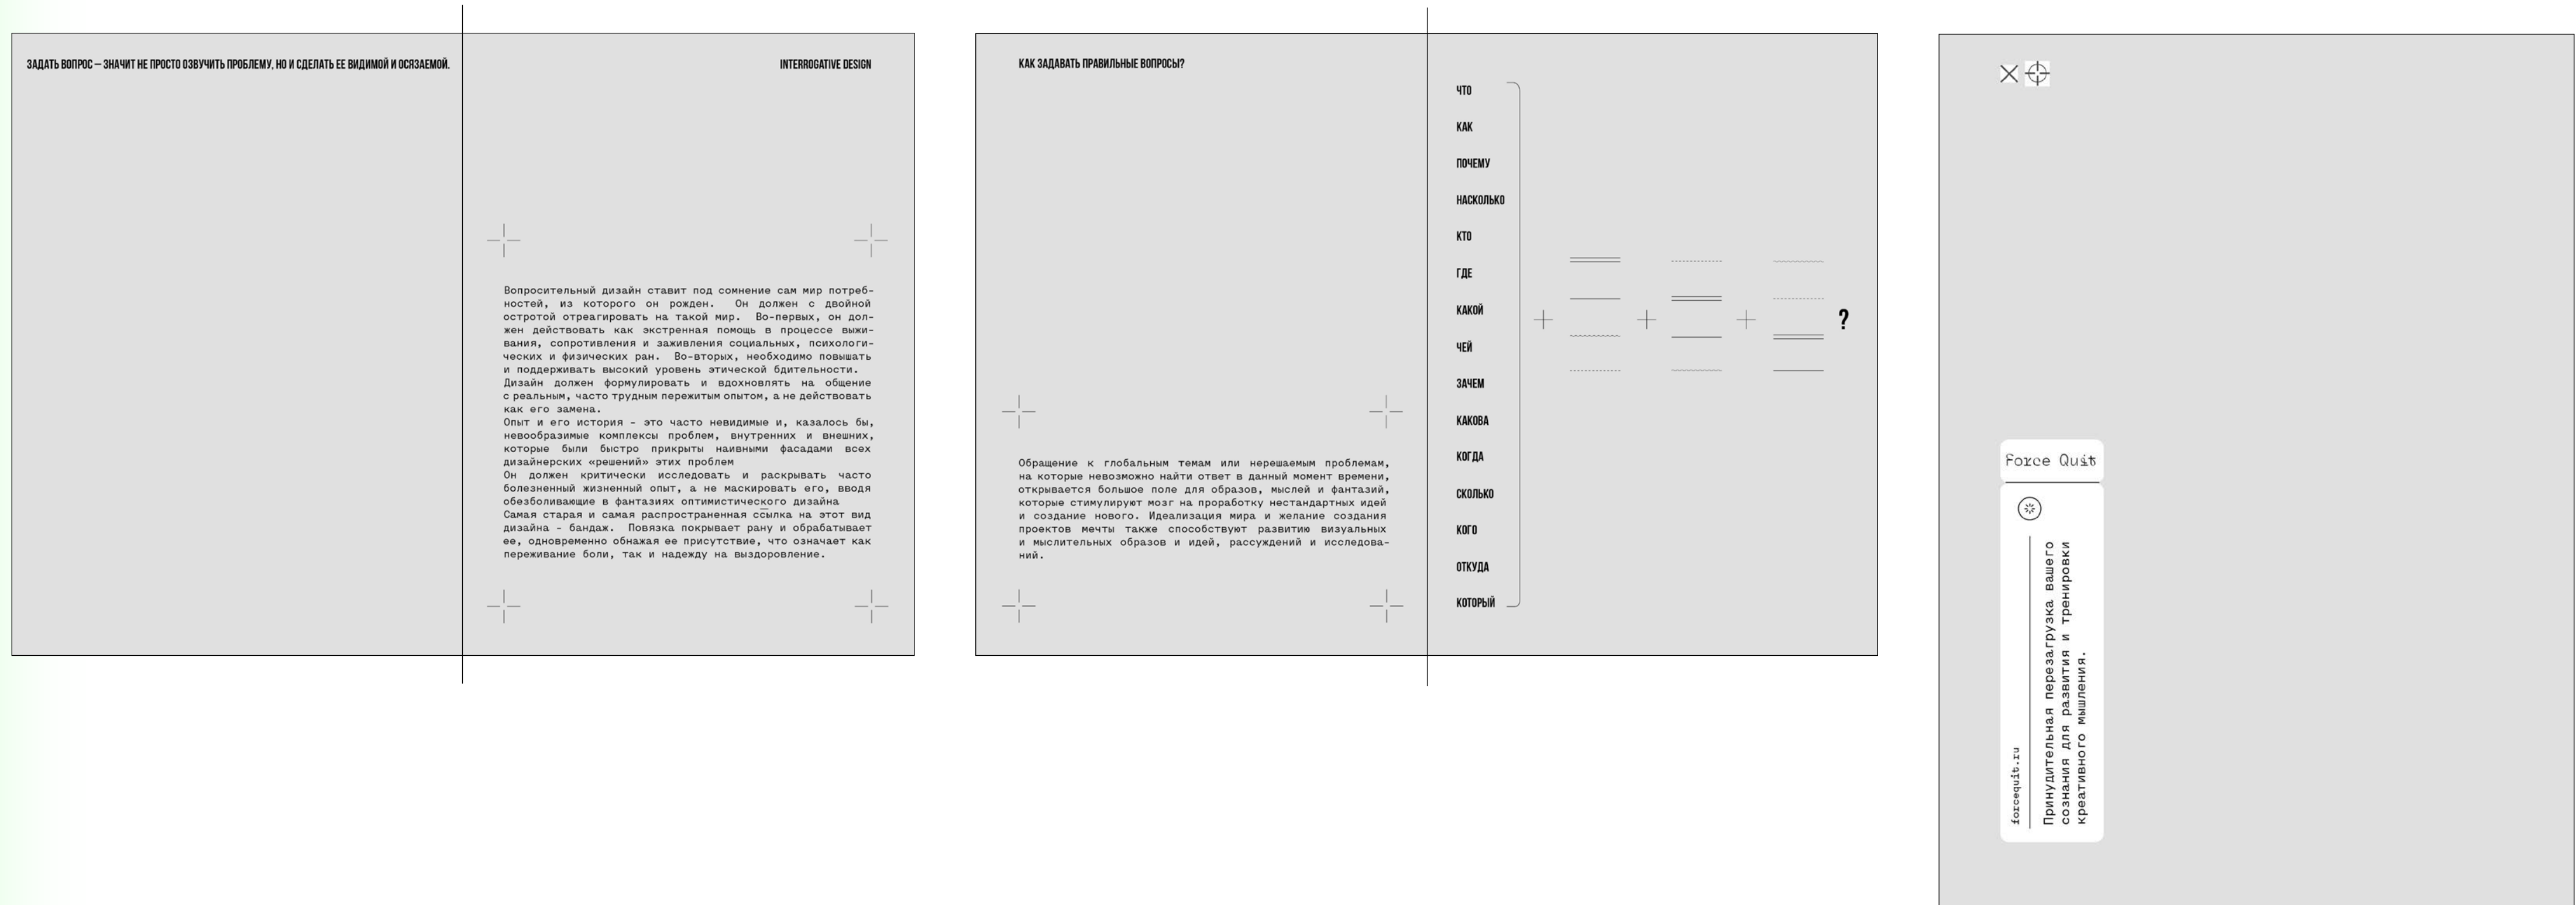 ЗАДАТЬ ВОПРОС — ЗНАЧИТ НЕ ПРОСТО ОЗВУЧИТЬ ПРОБЛЕМУ, НО И СДЕЛАТЬ ЕЕ ВИДИМОЙ И ОСЯЗАЕМОЙ.
INTERROGATIVE DESIGN
Вопросительный дизайн ставит под сомнение сам мир потреб-
ностей, из которого он рожден. Он должен с двойной
остротой отреагировать на такой мир. Во-первых, он дол-
жен действовать как экстренная помощь в процессе выжи-
вания, сопротивления и заживления социальных, психологи-
ческих и физических ран. Во-вторых, необходимо повышать
и поддерживать высокий уровень этической бдительности.
Дизайн должен формулировать и вдохновлять на общение
с реальным, часто трудным пережитым опытом, а не действовать
как его замена.
Опыт и его история - это часто невидимые и, казалось бы,
невообразимые комплексы проблем, внутренних и внешних,
которые были быстро прикрыты наивными фасадами всех
дизайнерских «решений» этих проблем
Он должен критически исследовать и раскрывать часто
болезненный жизненный опыт, а не маскировать его, вводя
обезболивающие в фантазиях оптимистического дизайна
Самая старая и самая распространенная ссылка на этот вид
дизайна - бандаж. Повязка покрывает рану и обрабатывает
ее, одновременно обнажая ее присутствие, что означает как
переживание боли, так и надежду на выздоровление.
КАК ЗАДАВАТЬ ПРАВИЛЬНЫЕ ВОПРОСЫ?
Обращение к глобальным темам или нерешаемым проблемам,
на которые невозможно найти ответ в данный момент времени,
открывается большое поле для образов, мыслей и фантазий,
которые стимулируют мозг на проработку нестандартных идей
и создание нового. Идеализация мира и желание создания
проектов мечты также способствуют развитию визуальных
и мыслительных образов и идей, рассуждений и исследова-
ний.
ЧТО
КАК
ПОЧЕМУ
НАСКОЛЬКО
КТО
ГДЕ
КАКОЙ
ЧЕЙ
ЗАЧЕМ
КАКОВА
КОГДА
СКОЛЬКО
КОГО
ОТКУДА
КОТОРЫЙ
+ + + ?
Force Quit
forcequit.ru
Принудительная перезагрузка вашего
сознания для развития и тренировки
креативного мышления.